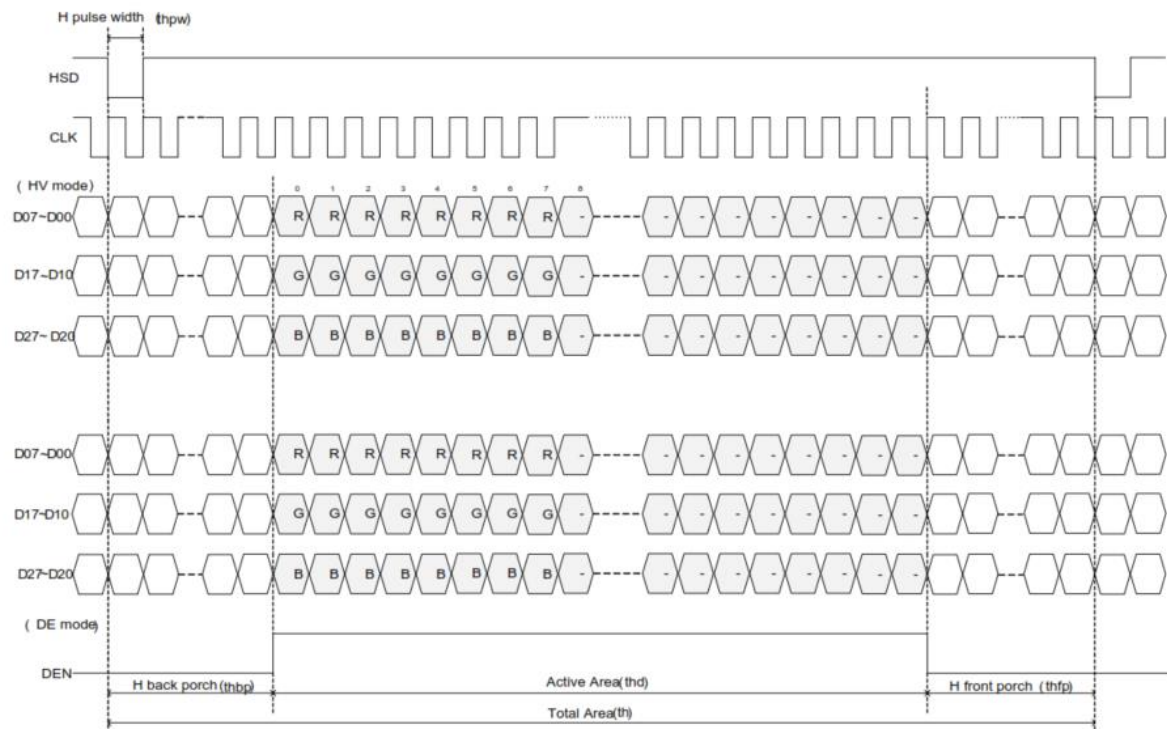 H pulse width (thpw)
HSD
CLK
( HV mode)
0 1 2 3 4 5 6 7 8
D07~D00 R R R R R R R R - - - - - - - - -
D17~D10 G G G G G G G G - - - - - - - - -
D27~D20 B B B B B B B B - - - - - - - - -
D07~D00 R R R R R R R R - - - - - - - - -
D17~D10 G G G G G G G G - - - - - - - - -
D27~D20 B B B B B B B B - - - - - - - - -
( DE mode)
DEN
H back porch (thbp) Active Area(thd) H front porch (thfp)
Total Area(th)